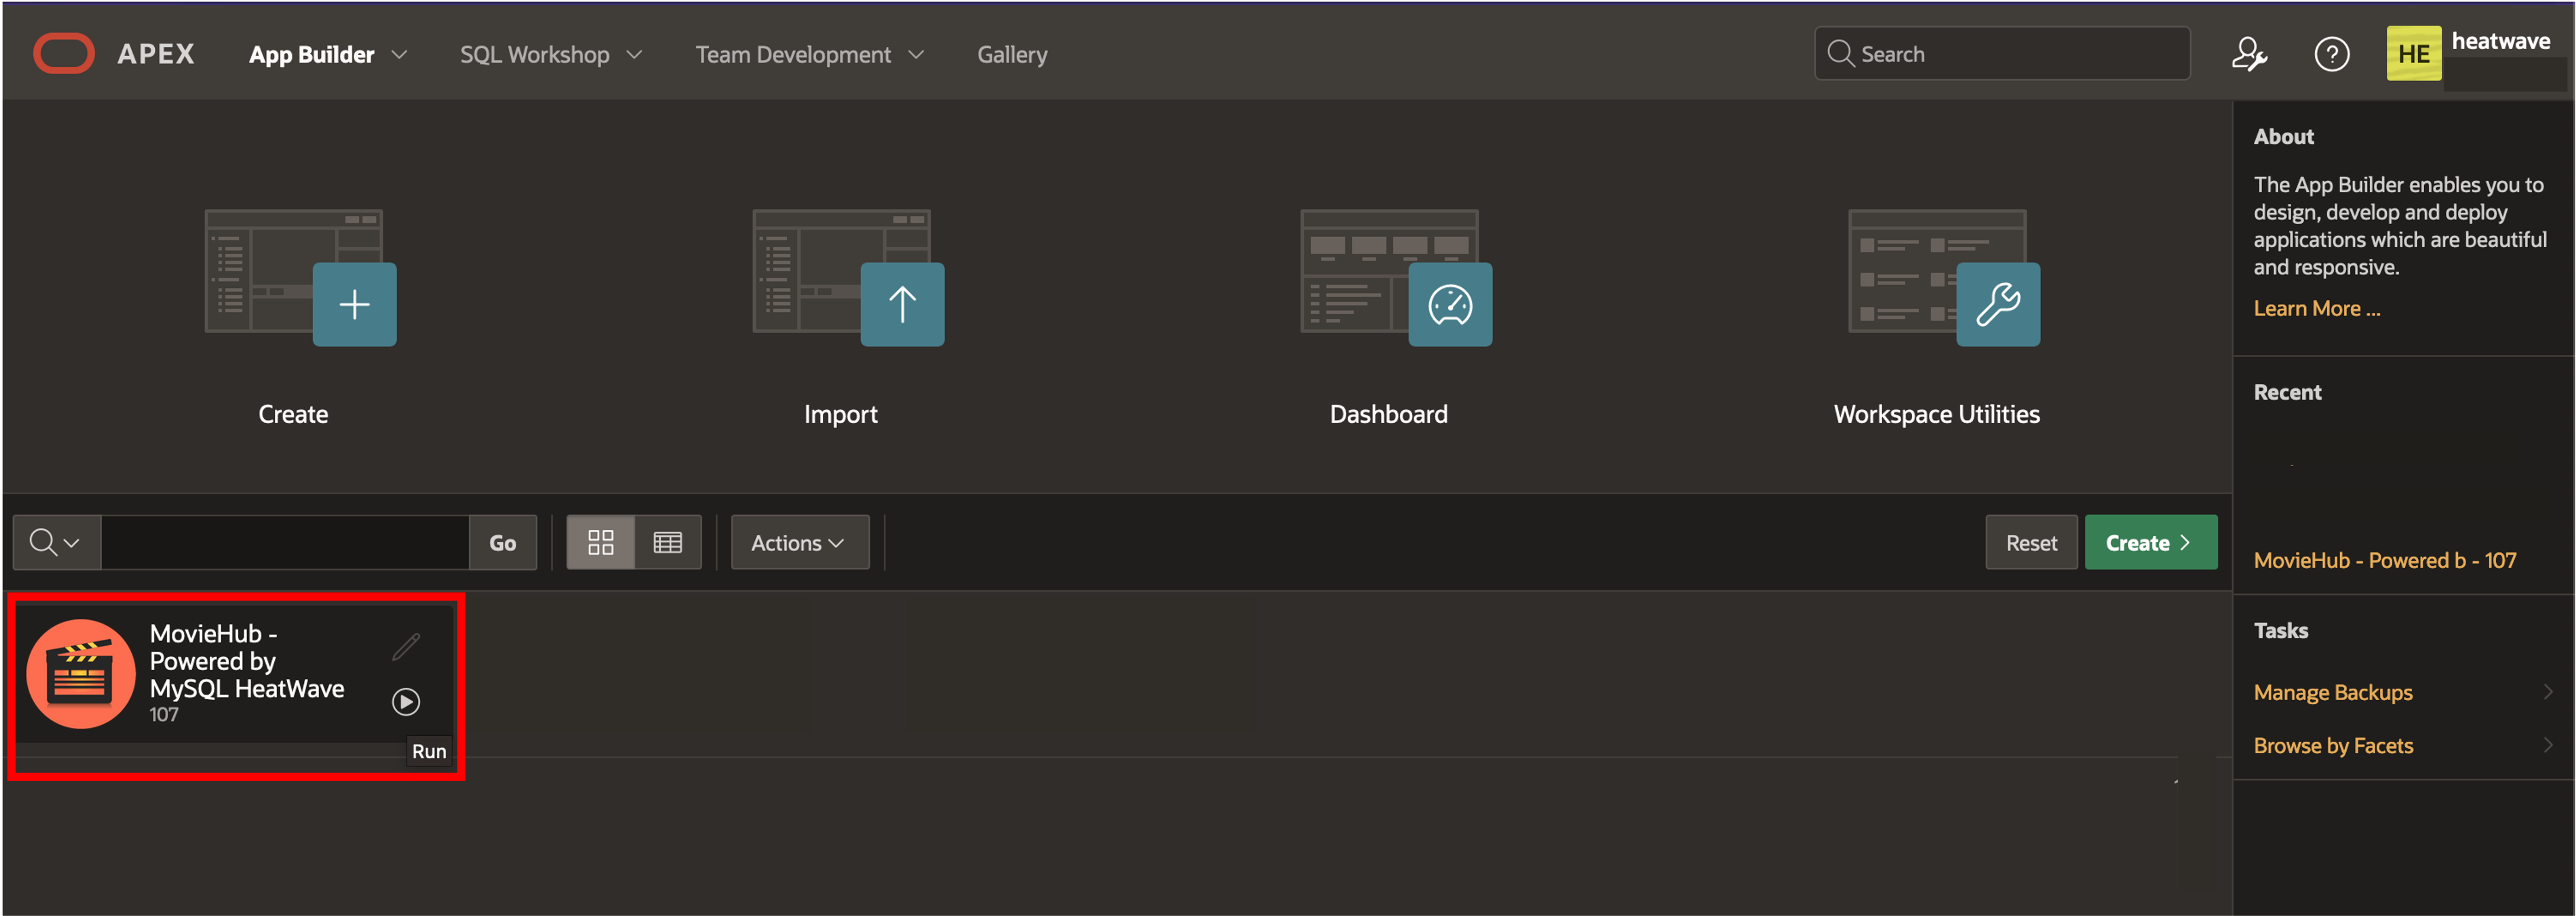 APEX
App Builder
SQL Workshop
Team Development
Gallery
Search
HE
heatwave
Create
Import
Dashboard
Workspace Utilities
About
The App Builder enables you to
design, develop and deploy
applications which are beautiful
and responsive.
Learn More ...
Recent
MovieHub - Powered b - 107
Tasks
Manage Backups
Browse by Facets
Go
Actions
Reset
Create
MovieHub -
Powered by
MySQL HeatWave
107
Run